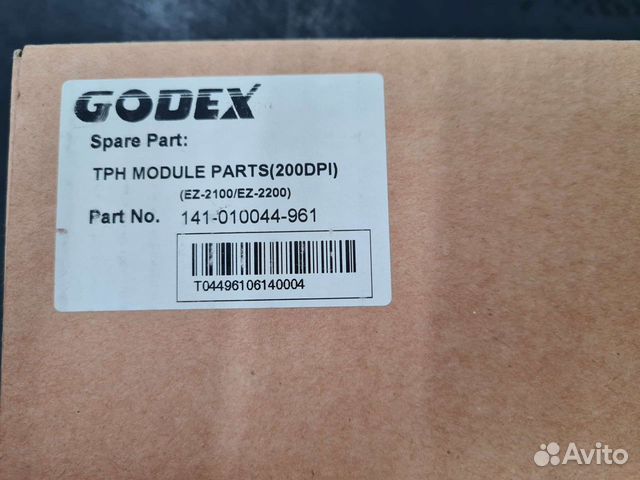 GODEX
Spare Part:
TPH MODULE PARTS(200DPI)
(EZ-2100/EZ-2200)
Part No. 141-010044-961
T04496106140004
Avito